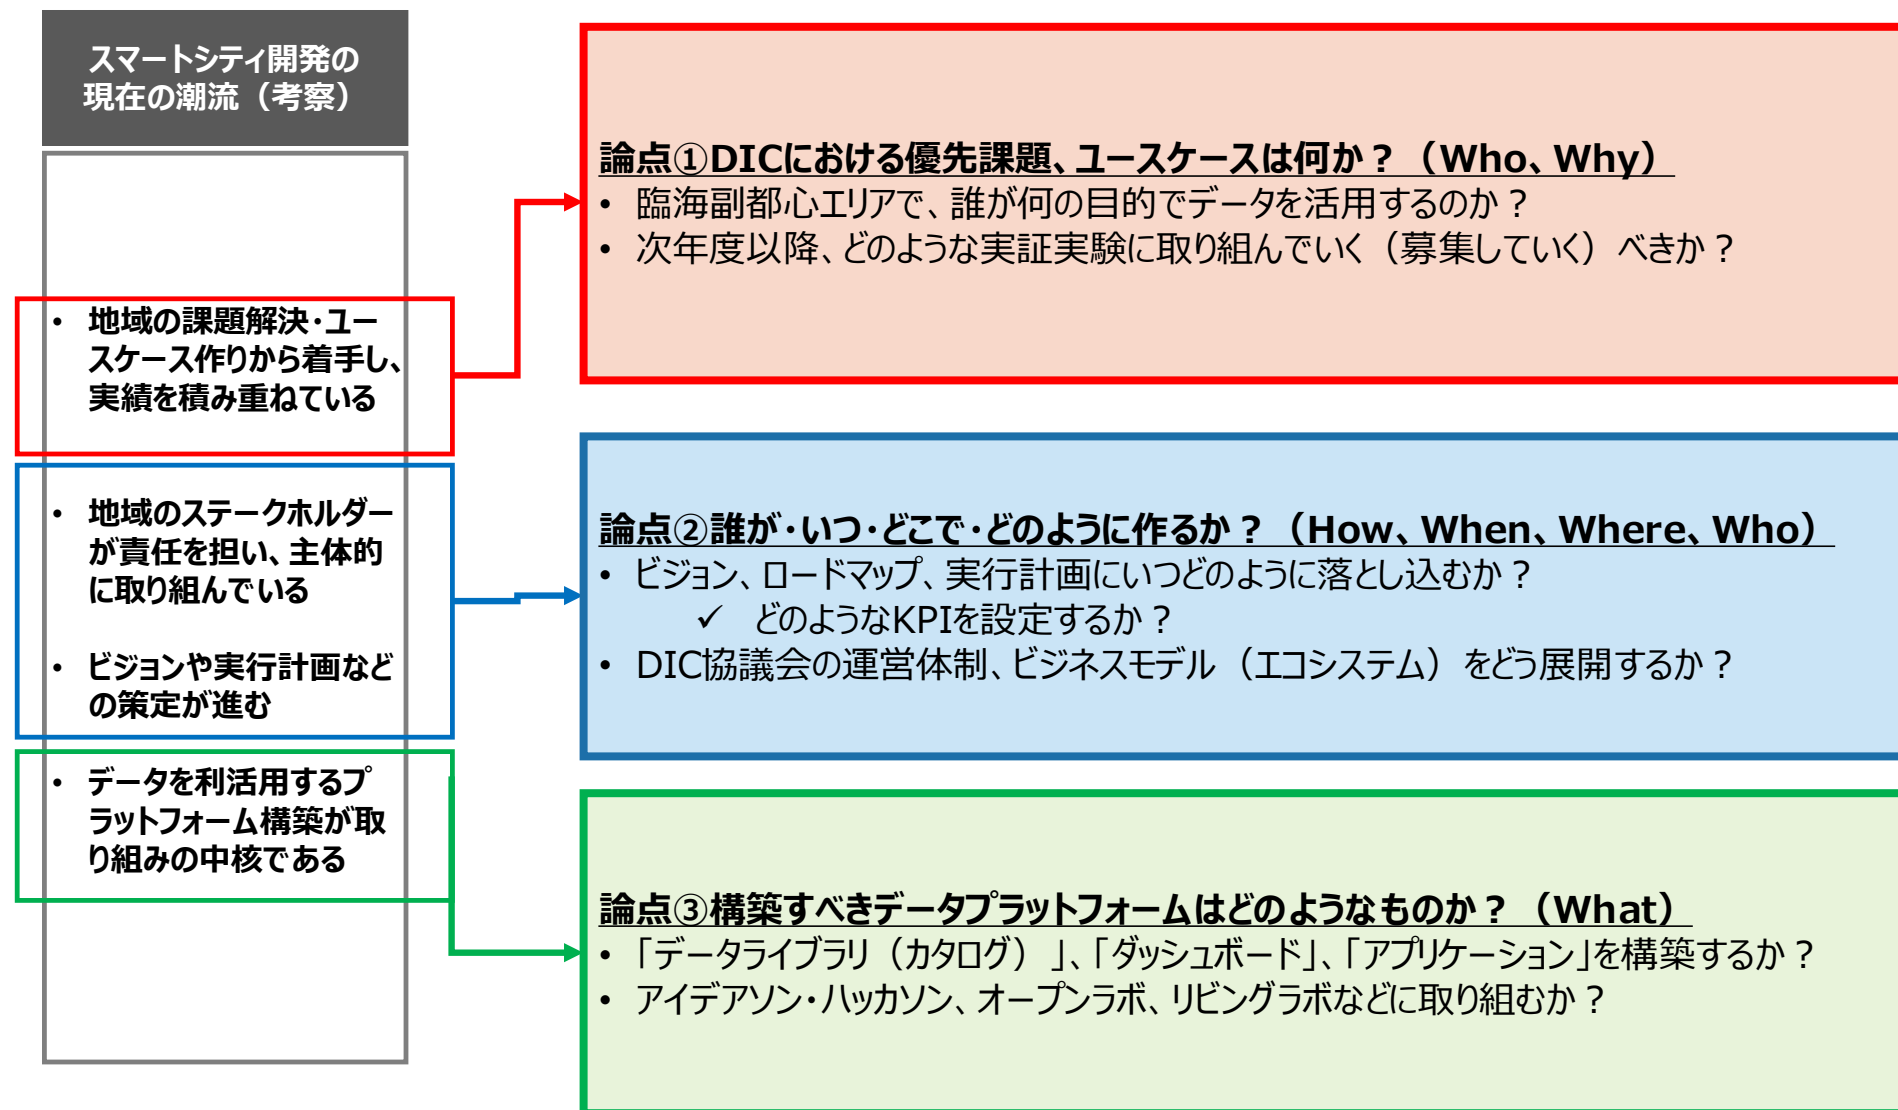 スマートシティ開発の
現在の潮流（考察）
• 地域の課題解決・ユー
スケース作りから着手し、
実績を積み重ねている
• 地域のステークホルダー
が責任を担い、主体的
に取り組んでいる
• ビジョンや実行計画など
の策定が進む
• データを利活用するプ
ラットフォーム構築が取
り組みの中核である
論点①DICにおける優先課題、ユースケースは何か？（Who、Why）
• 臨海副都心エリアで、誰が何の目的でデータを活用するのか？
• 次年度以降、どのような実証実験に取り組んでいく（募集していく）べきか？
論点②誰が・いつ・どこで・どのように作るか？（How、When、Where、Who）
• ビジョン、ロードマップ、実行計画にいつどのように落とし込むか？
✓ どのようなKPIを設定するか？
• DIC協議会の運営体制、ビジネスモデル（エコシステム）をどう展開するか？
論点③構築すべきデータプラットフォームはどのようなものか？（What）
• 「データライブラリ（カタログ）」、「ダッシュボード」、「アプリケーション」を構築するか？
• アイデアソン・ハッカソン、オープンラボ、リビングラボなどに取り組むか？